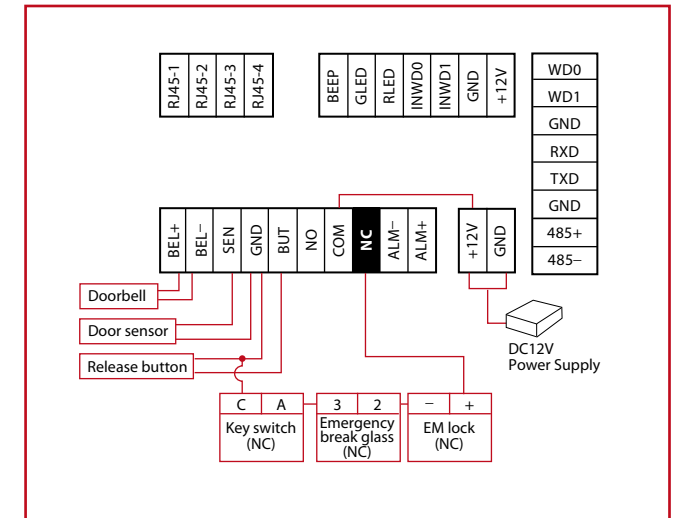 RJ45-1
RJ45-2
RJ45-3
RJ45-4
BEEP
GLED
RLED
INWD0
INWD1
GND
+12V
WD0
WD1
GND
RXD
TXD
GND
485+
485−
BEL+
BEL−
SEN
GND
BUT
NO
COM
NC
ALM−
ALM+
+12V
GND
Doorbell
Door sensor
Release button
DC12V
Power Supply
C A
Key switch
(NC)
3 2
Emergency
break glass
(NC)
− +
EM lock
(NC)